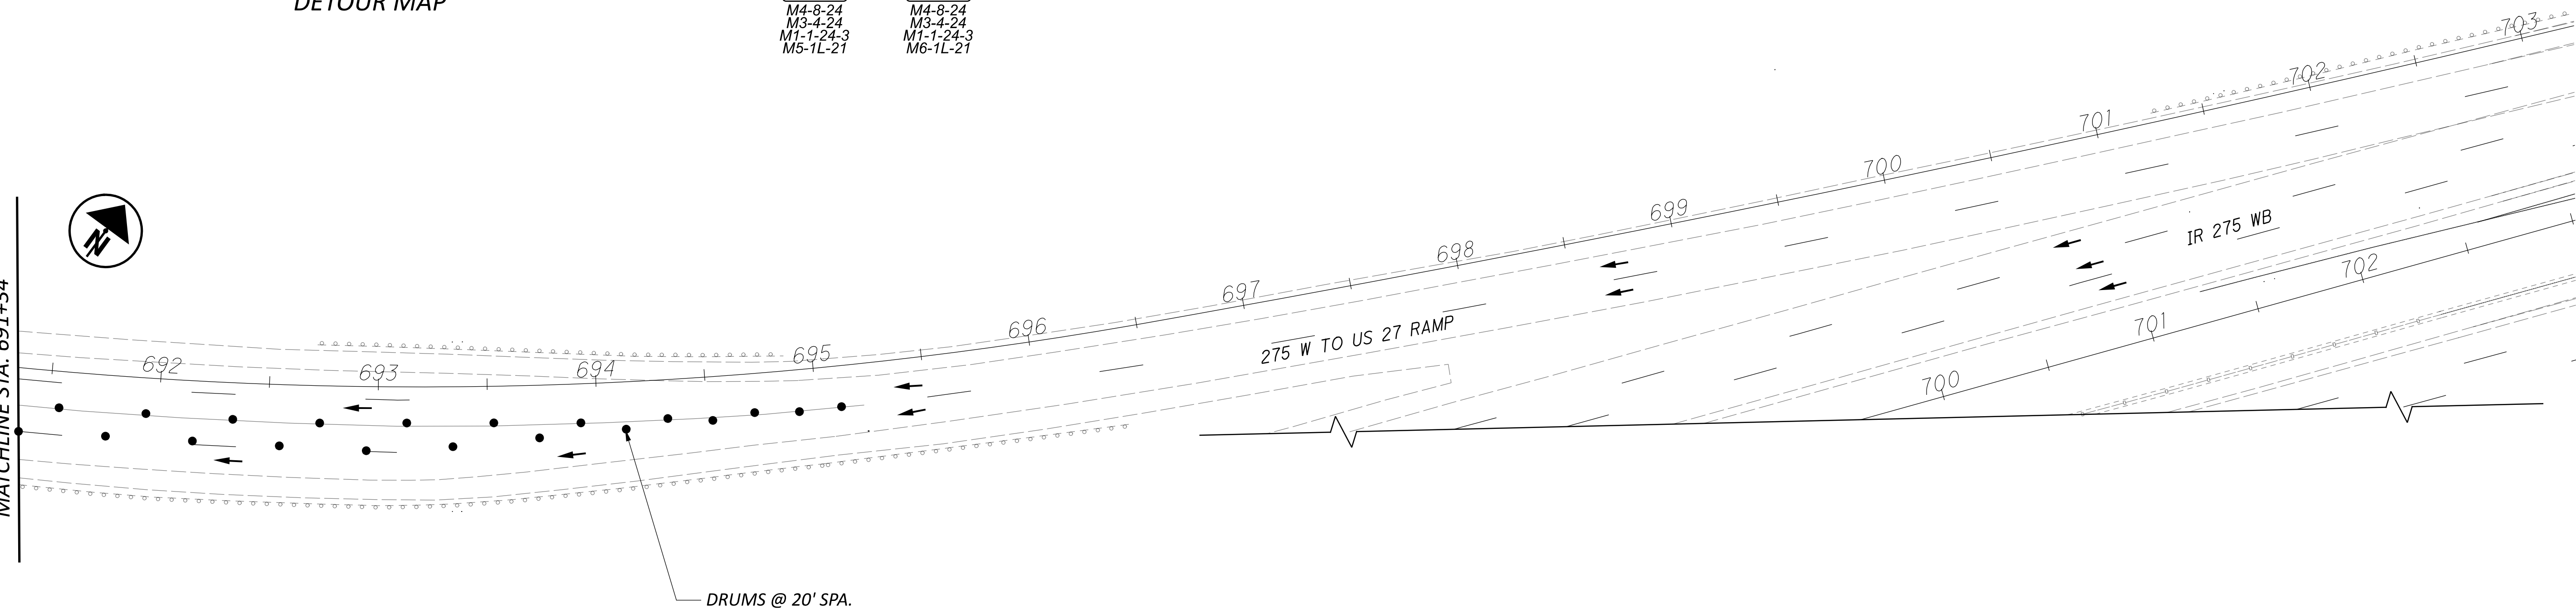 DETOUR MAP
M4-8-24
M3-4-24
M1-1-24-3
M5-1L-21
M4-8-24
M3-4-24
M1-1-24-3
M6-1L-21
703
702
701
700
699
698
697
696
695
694
693
692
N
MATCHLINE STA. 691+54
IR 275 WB
275 W TO US 27 RAMP
702
701
700
DRUMS @ 20' SPA.